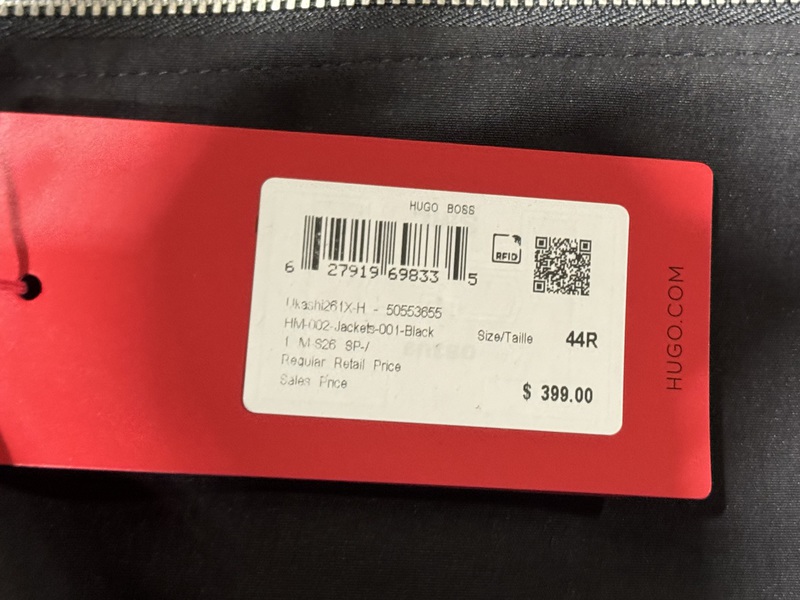 HUGO BOSS
RFID
6 27919 69833 5
Ukashi261X-H - 50553655
HM-002-Jackets-001-Black
Size/Taille 44R
1 M-S26 SP-/
Regular Retail Price
Sales Price
$ 399.00
HUGO.COM